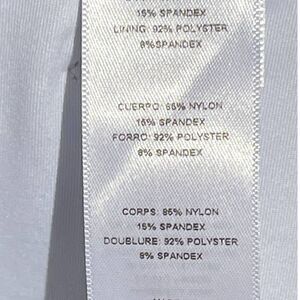 15% SPANDEX
LINING: 92% POLYSTER
8%SPANDEX
CUERPO: 85% NYLON
15% SPANDEX
FORRO: 92% POLYSTER
8% SPANDEX
CORPS: 85% NYLON
15% SPANDEX
DOUBLURE: 92% POLYSTER
8% SPANDEX